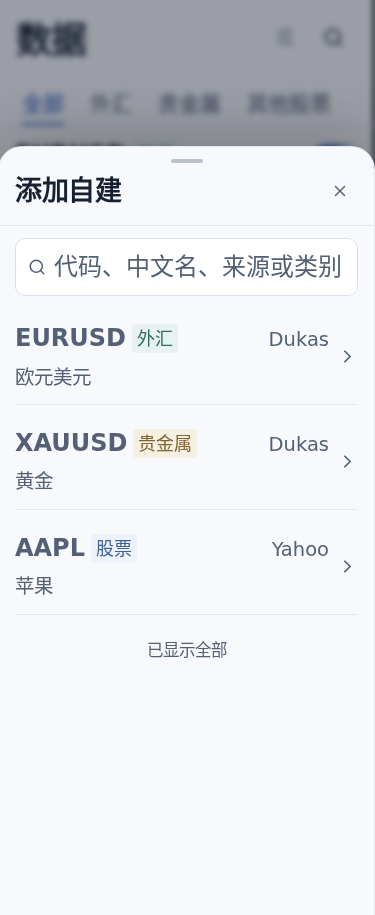 数据
全部 外汇 贵金属 其他股票
添加自建
代码、中文名、来源或类别
EURUSD 外汇 Dukas
欧元美元
XAUUSD 贵金属 Dukas
黄金
AAPL 股票 Yahoo
苹果
已显示全部